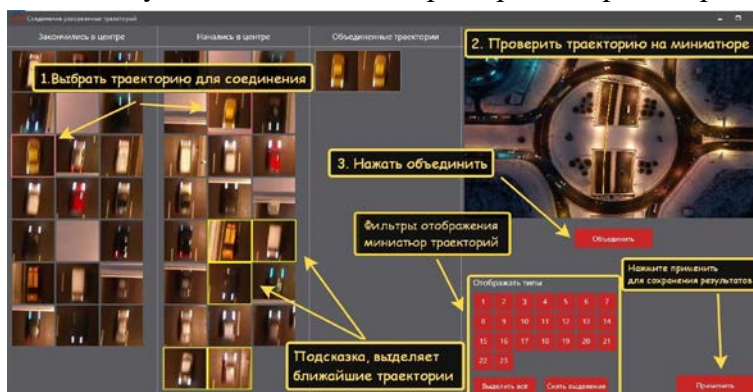 Соединение разорванных траекторий
Закончились в центре
Начались в центре
Объединенные траектории
1.Выбрать траекторию для соединения
2. Проверить траекторию на миниатюре
3. Нажать объединить
Объединить
Фильтры отображения
миниатюр траекторий
Отображать типы
1 2 3 4 5 6 7
8 9 10 11 12 13 14
15 16 17 18 19 20 21
22 23
Выделить всё
Снять выделение
Нажмите применить
для сохранения результатов
Применить
Подсказка, выделяет
ближайшие траектории